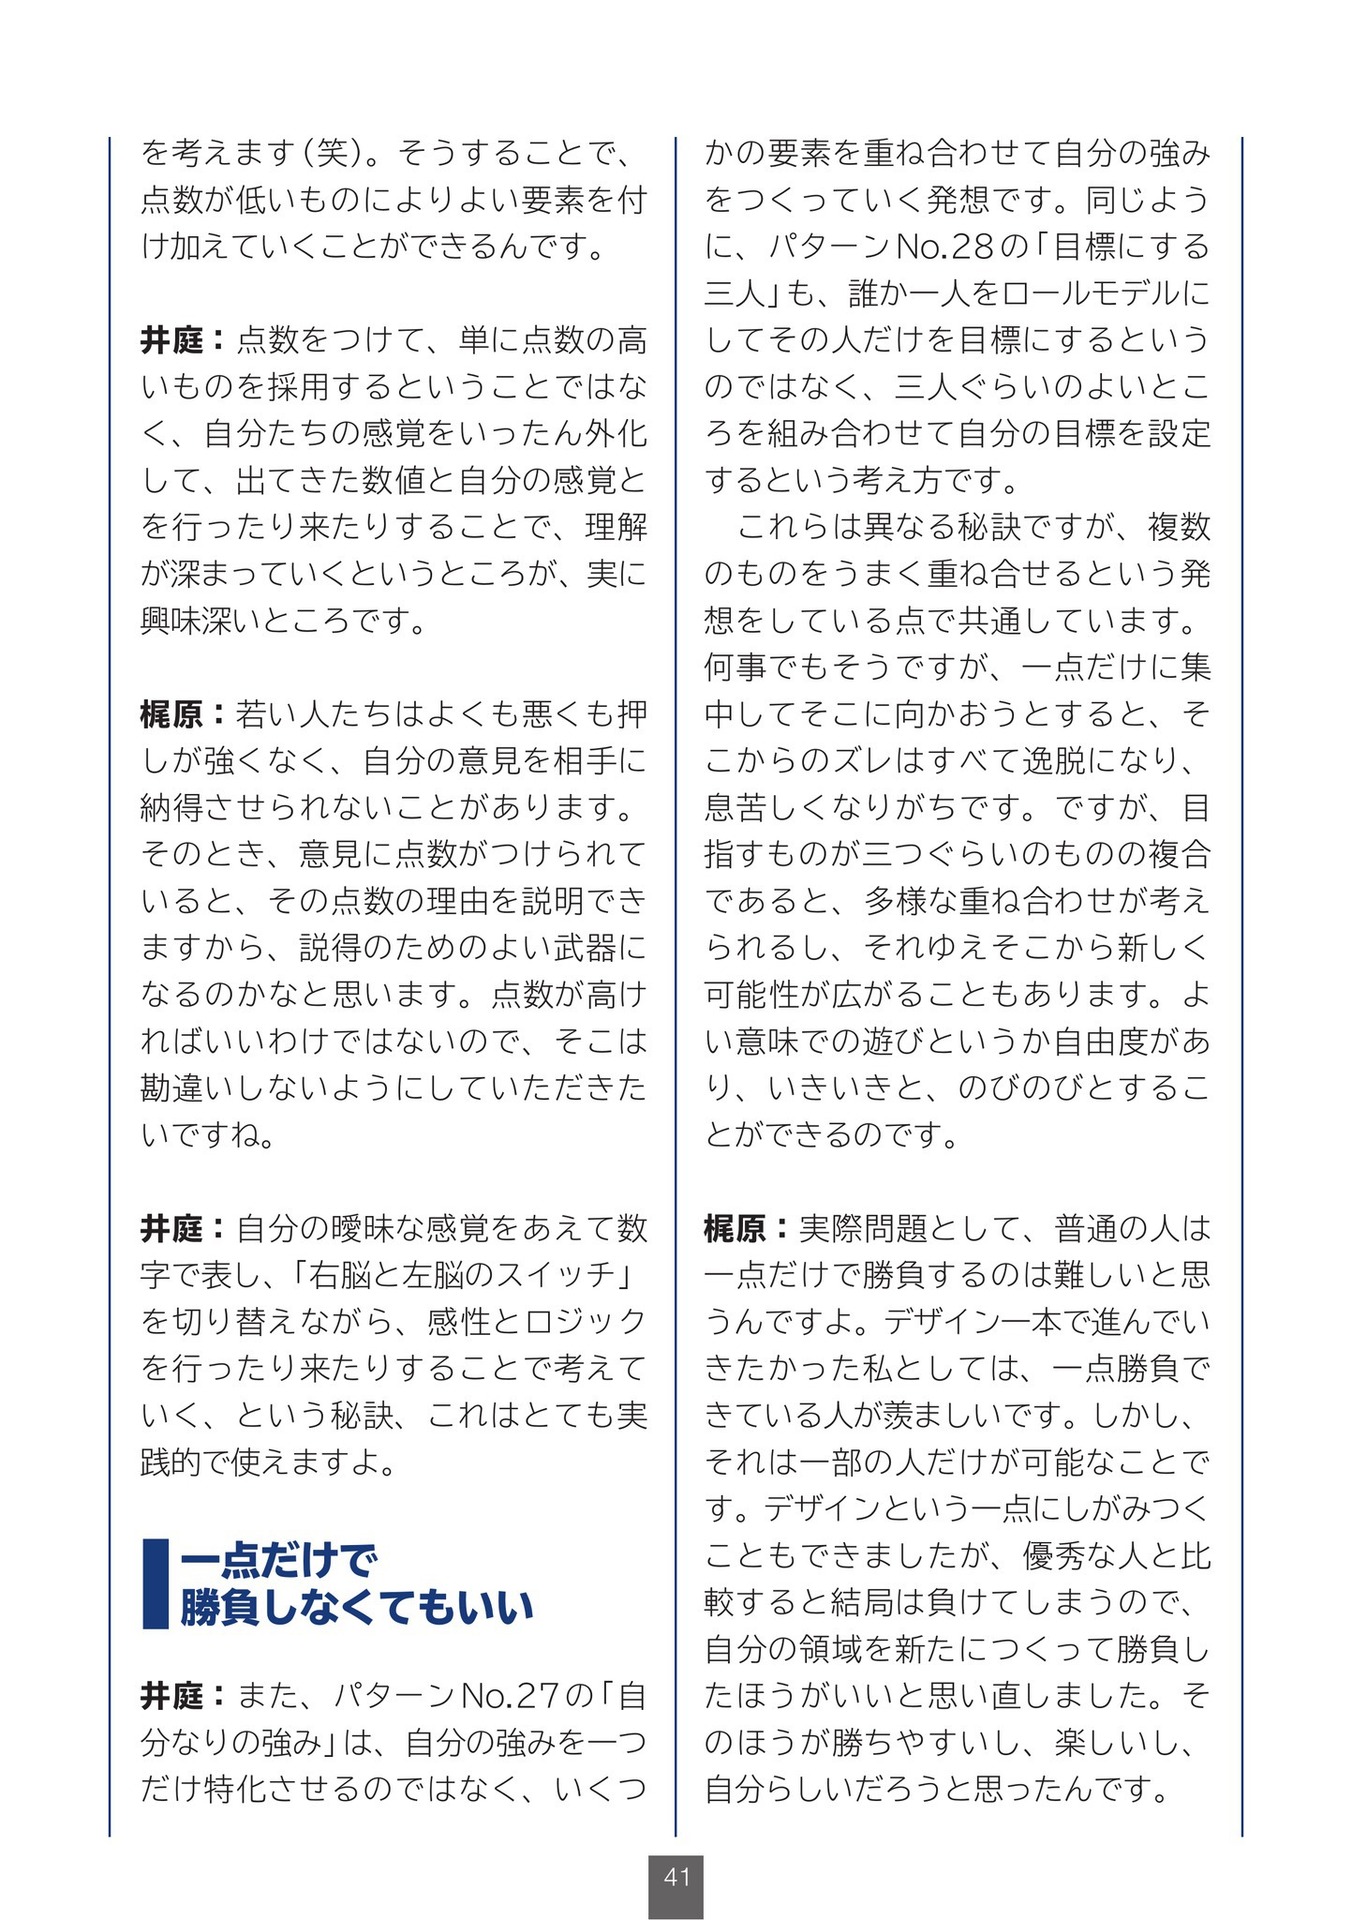 を考えます（笑）。そうすることで、
点数が低いものによりよい要素を付
け加えていくことができるんです。
井庭：点数をつけて、単に点数の高
いものを採用するということではな
く、自分たちの感覚をいったん外化
して、出てきた数値と自分の感覚と
を行ったり来たりすることで、理解
が深まっていくというところが、実に
興味深いところです。
梶原：若い人たちはよくも悪くも押
しが強くなく、自分の意見を相手に
納得させられないことがあります。
そのとき、意見に点数がつけられて
いると、その点数の理由を説明でき
ますから、説得のためのよい武器に
なるのかなと思います。点数が高け
ればいいわけではないので、そこは
勘違いしないようにしていただきた
いですね。
井庭：自分の曖昧な感覚をあえて数
字で表し、「右脳と左脳のスイッチ」
を切り替えながら、感性とロジック
を行ったり来たりすることで考えて
いく、という秘訣、これはとても実
践的で使えますよ。
一点だけで
勝負しなくてもいい
井庭：また、パターンNo.27の「自
分なりの強み」は、自分の強みを一つ
だけ特化させるのではなく、いくつ
かの要素を重ね合わせて自分の強み
をつくっていく発想です。同じよう
に、パターンNo.28の「目標にする
三人」も、誰か一人をロールモデルに
してその人だけを目標にするという
のではなく、三人ぐらいのよいとこ
ろを組み合わせて自分の目標を設定
するという考え方です。
　これらは異なる秘訣ですが、複数
のものをうまく重ね合せるという発
想をしている点で共通しています。
何事でもそうですが、一点だけに集
中してそこに向かおうとすると、そ
こからのズレはすべて逸脱になり、
息苦しくなりがちです。ですが、目
指すものが三つぐらいのものの複合
であると、多様な重ね合わせが考え
られるし、それゆえそこから新しく
可能性が広がることもあります。よ
い意味での遊びというか自由度があ
り、いきいきと、のびのびとするこ
とができるのです。
梶原：実際問題として、普通の人は
一点だけで勝負するのは難しいと思
うんですよ。デザイン一本で進んでい
きたかった私としては、一点勝負で
きている人が羨ましいです。しかし、
それは一部の人だけが可能なことで
す。デザインという一点にしがみつく
こともできましたが、優秀な人と比
較すると結局は負けてしまうので、
自分の領域を新たにつくって勝負し
たほうがいいと思い直しました。そ
のほうが勝ちやすいし、楽しいし、
自分らしいだろうと思ったんです。
41